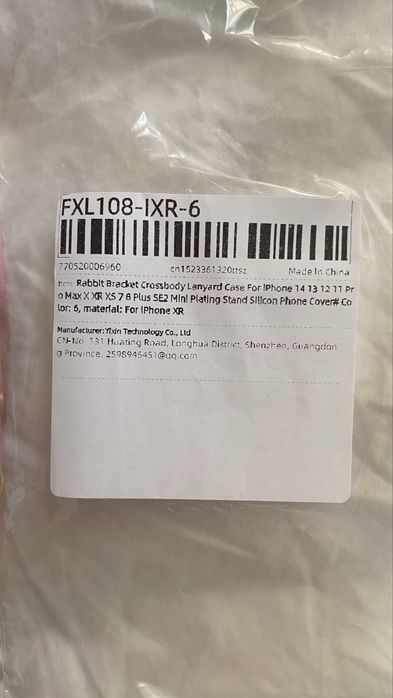 FXL108-IXR-6
770520006960 cn1523361320ttsz Made In China
Item: Rabbit Bracket Crossbody Lanyard Case For iPhone 14 13 12 11 Pr
o Max X XR XS 7 8 Plus SE2 Mini Plating Stand Silicon Phone Cover# Co
lor: 6, material: For iPhone XR
Manufacturer: Yixin Technology Co., Ltd
CN-No. 131 Huating Road, Longhua District, Shenzhen, Guangdon
g Province, 2598946451@qq.com